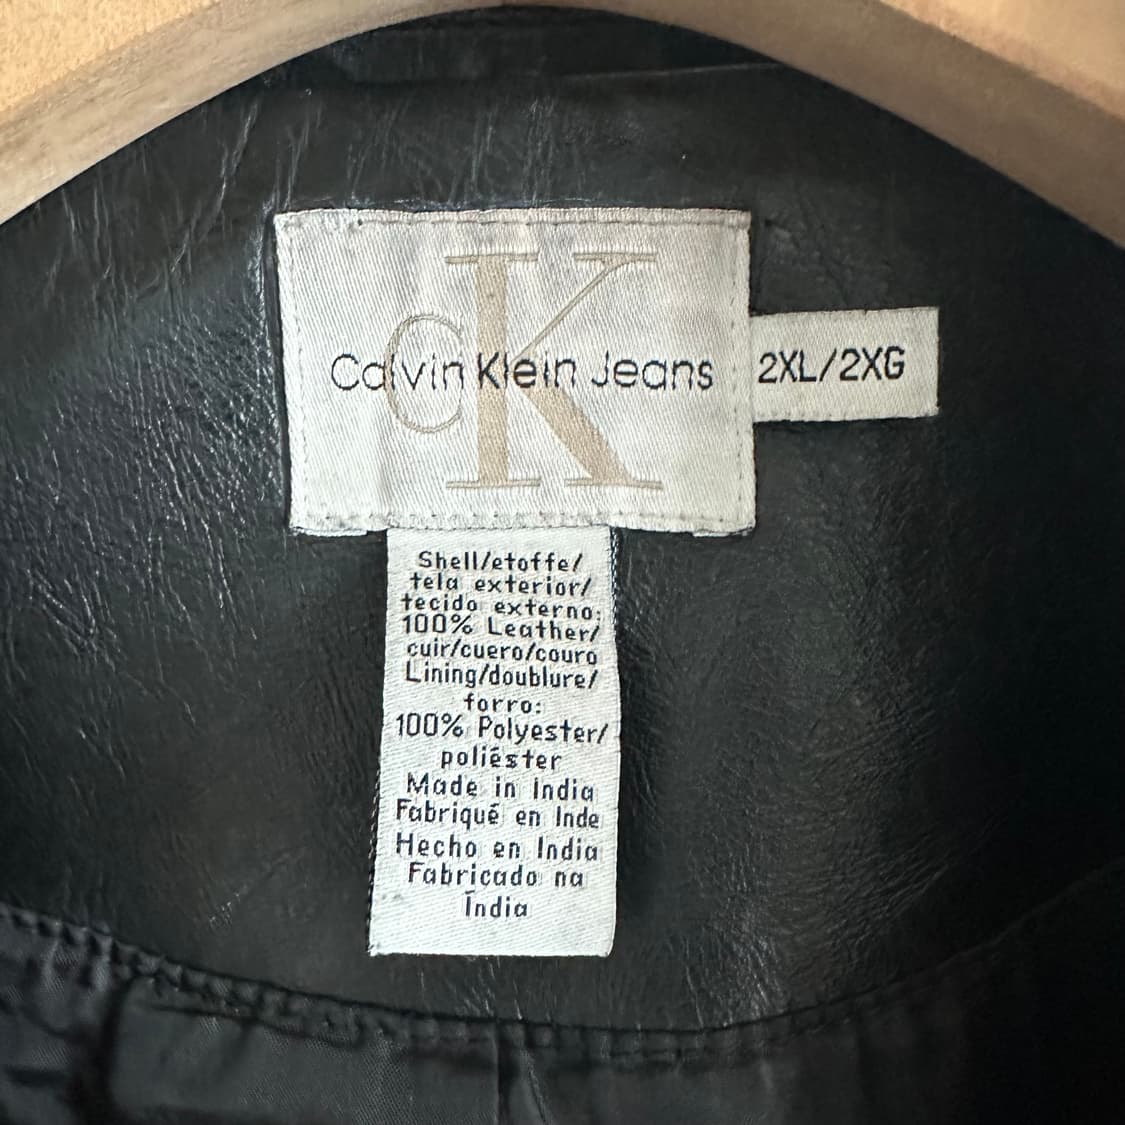 CK
Calvin Klein Jeans
2XL/2XG
Shell/etoffe/
tela exterior/
tecido externo:
100% Leather/
cuir/cuero/couro
Lining/doublure/
forro:
100% Polyester/
poliéster
Made in India
Fabriqué en Inde
Hecho en India
Fabricado na
Índia